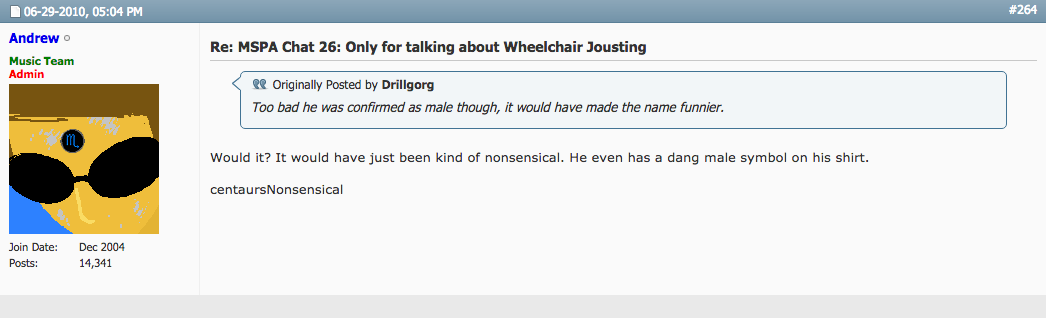 06-29-2010, 05:04 PM
#264
Andrew
Music Team
Admin
♏
Join Date: Dec 2004
Posts: 14,341
Re: MSPA Chat 26: Only for talking about Wheelchair Jousting
Originally Posted by Drillgorg
Too bad he was confirmed as male though, it would have made the name funnier.
Would it? It would have just been kind of nonsensical. He even has a dang male symbol on his shirt.
centaursNonsensical